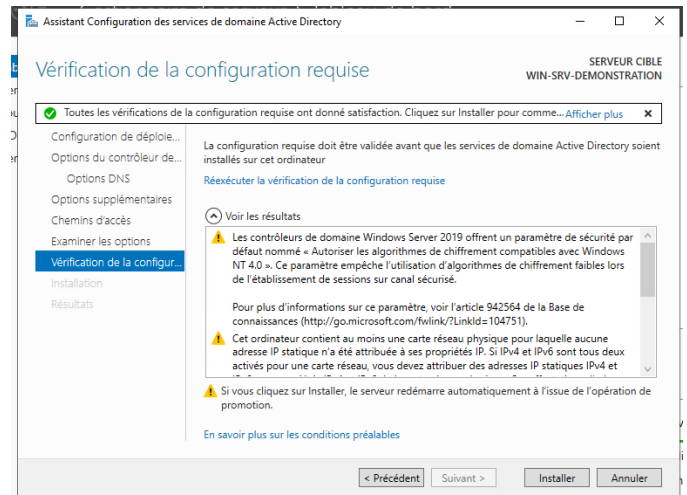 Assistant Configuration des services de domaine Active Directory
Vérification de la configuration requise
SERVEUR CIBLE
WIN-SRV-DEMONSTRATION
Toutes les vérifications de la configuration requise ont donné satisfaction. Cliquez sur Installer pour comme... Afficher plus
Configuration de déploie...
Options du contrôleur de...
Options DNS
Options supplémentaires
Chemins d'accès
Examiner les options
Vérification de la configur...
Installation
Résultats
La configuration requise doit être validée avant que les services de domaine Active Directory soient
installés sur cet ordinateur
Réexécuter la vérification de la configuration requise
Voir les résultats
Les contrôleurs de domaine Windows Server 2019 offrent un paramètre de sécurité par
défaut nommé « Autoriser les algorithmes de chiffrement compatibles avec Windows
NT 4.0 ». Ce paramètre empêche l'utilisation d'algorithmes de chiffrement faibles lors
de l'établissement de sessions sur canal sécurisé.
Pour plus d'informations sur ce paramètre, voir l'article 942564 de la Base de
connaissances (http://go.microsoft.com/fwlink/?LinkId=104751).
Cet ordinateur contient au moins une carte réseau physique pour laquelle aucune
adresse IP statique n'a été attribuée à ses propriétés IP. Si IPv4 et IPv6 sont tous deux
activés pour une carte réseau, vous devez attribuer des adresses IP statiques IPv4 et
Si vous cliquez sur Installer, le serveur redémarre automatiquement à l'issue de l'opération de
promotion.
En savoir plus sur les conditions préalables
< Précédent
Suivant >
Installer
Annuler